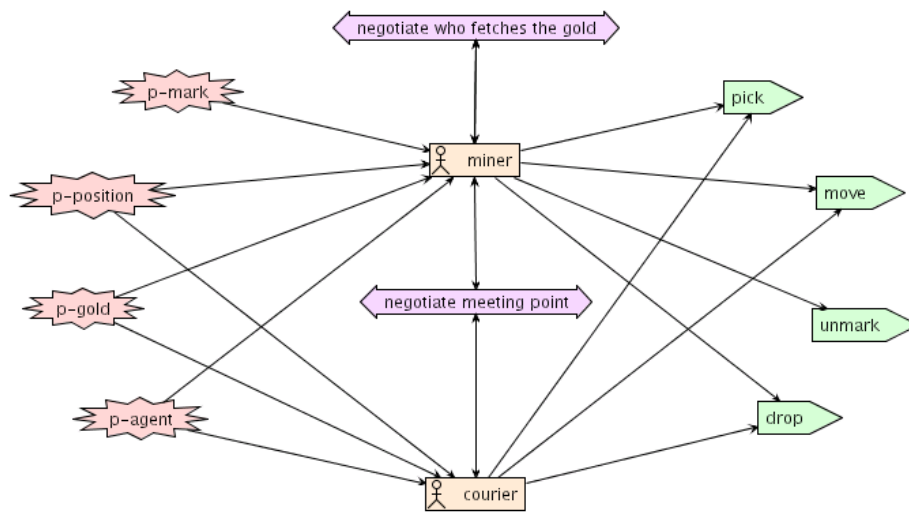 negotiate who fetches the gold
p-mark
pick
miner
p-position
move
p-gold
negotiate meeting point
unmark
p-agent
drop
courier